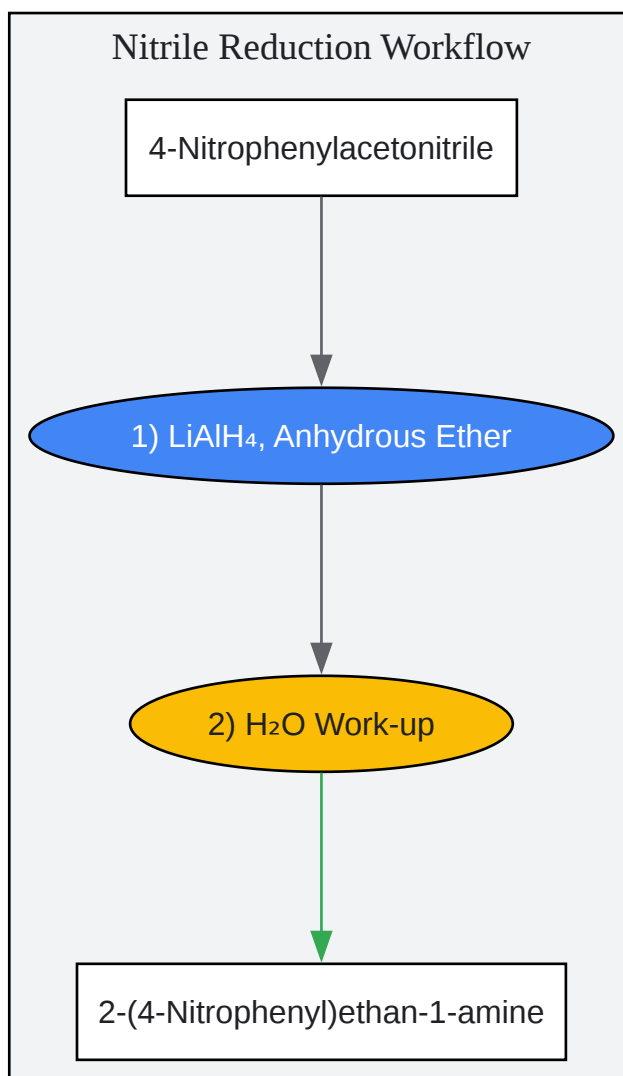 Nitrile Reduction Workflow
4-Nitrophenylacetonitrile
1) LiAlH₄, Anhydrous Ether
2) H₂O Work-up
2-(4-Nitrophenyl)ethan-1-amine